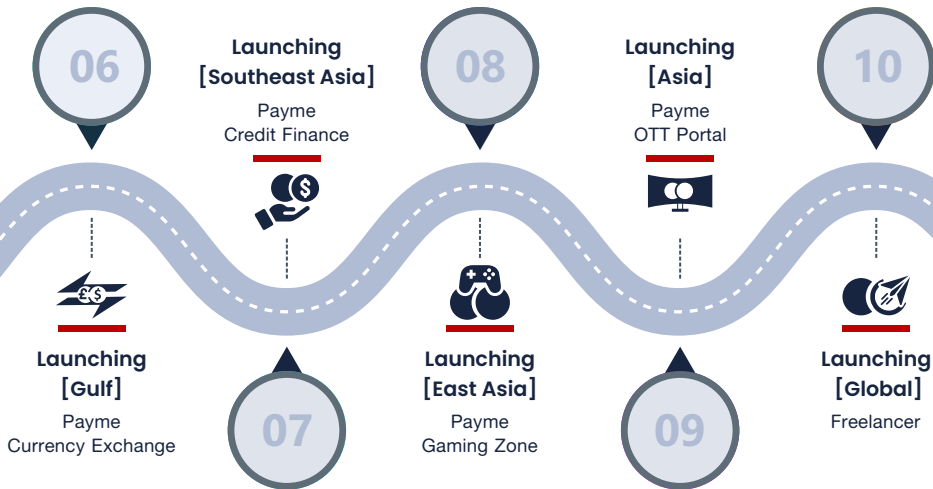 06
Launching
[Gulf]
Payme
Currency Exchange
Launching
[Southeast Asia]
Payme
Credit Finance
$
07
08
Launching
[East Asia]
Payme
Gaming Zone
Launching
[Asia]
Payme
OTT Portal
09
10
Launching
[Global]
Freelancer
£$